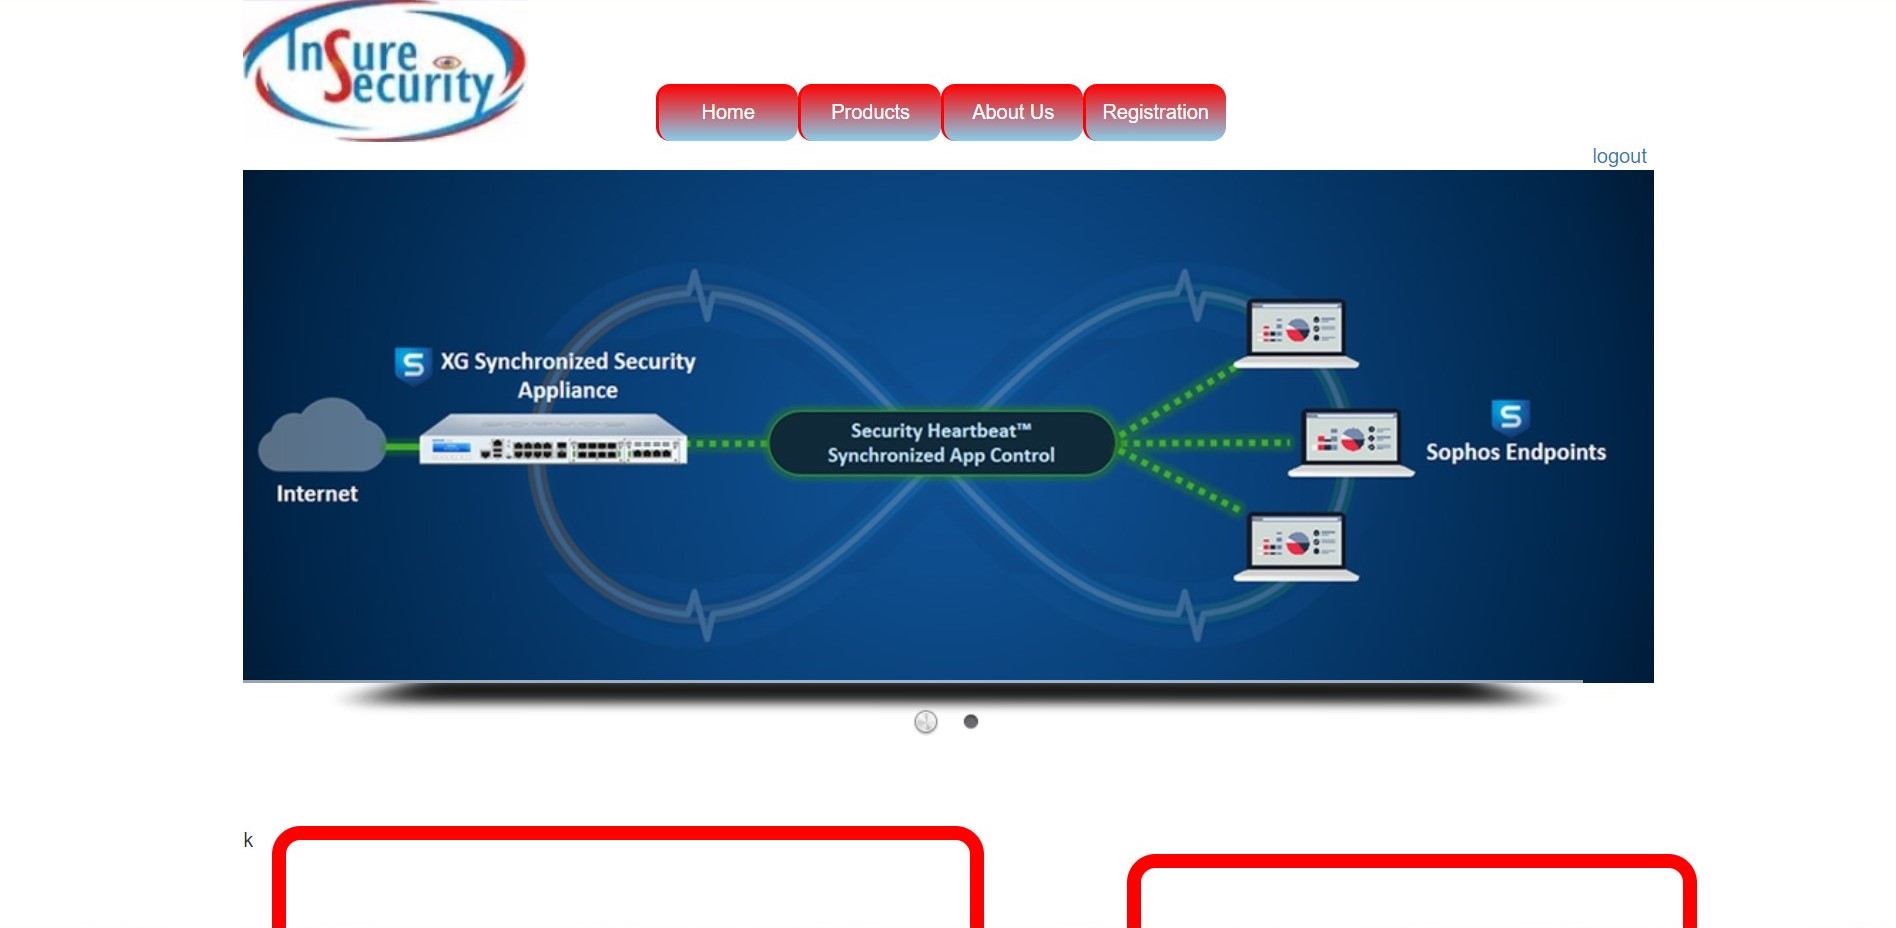 InSure
Security
Home Products About Us Registration
logout
XG Synchronized Security
Appliance
Internet
Security Heartbeat™
Synchronized App Control
Sophos Endpoints
k